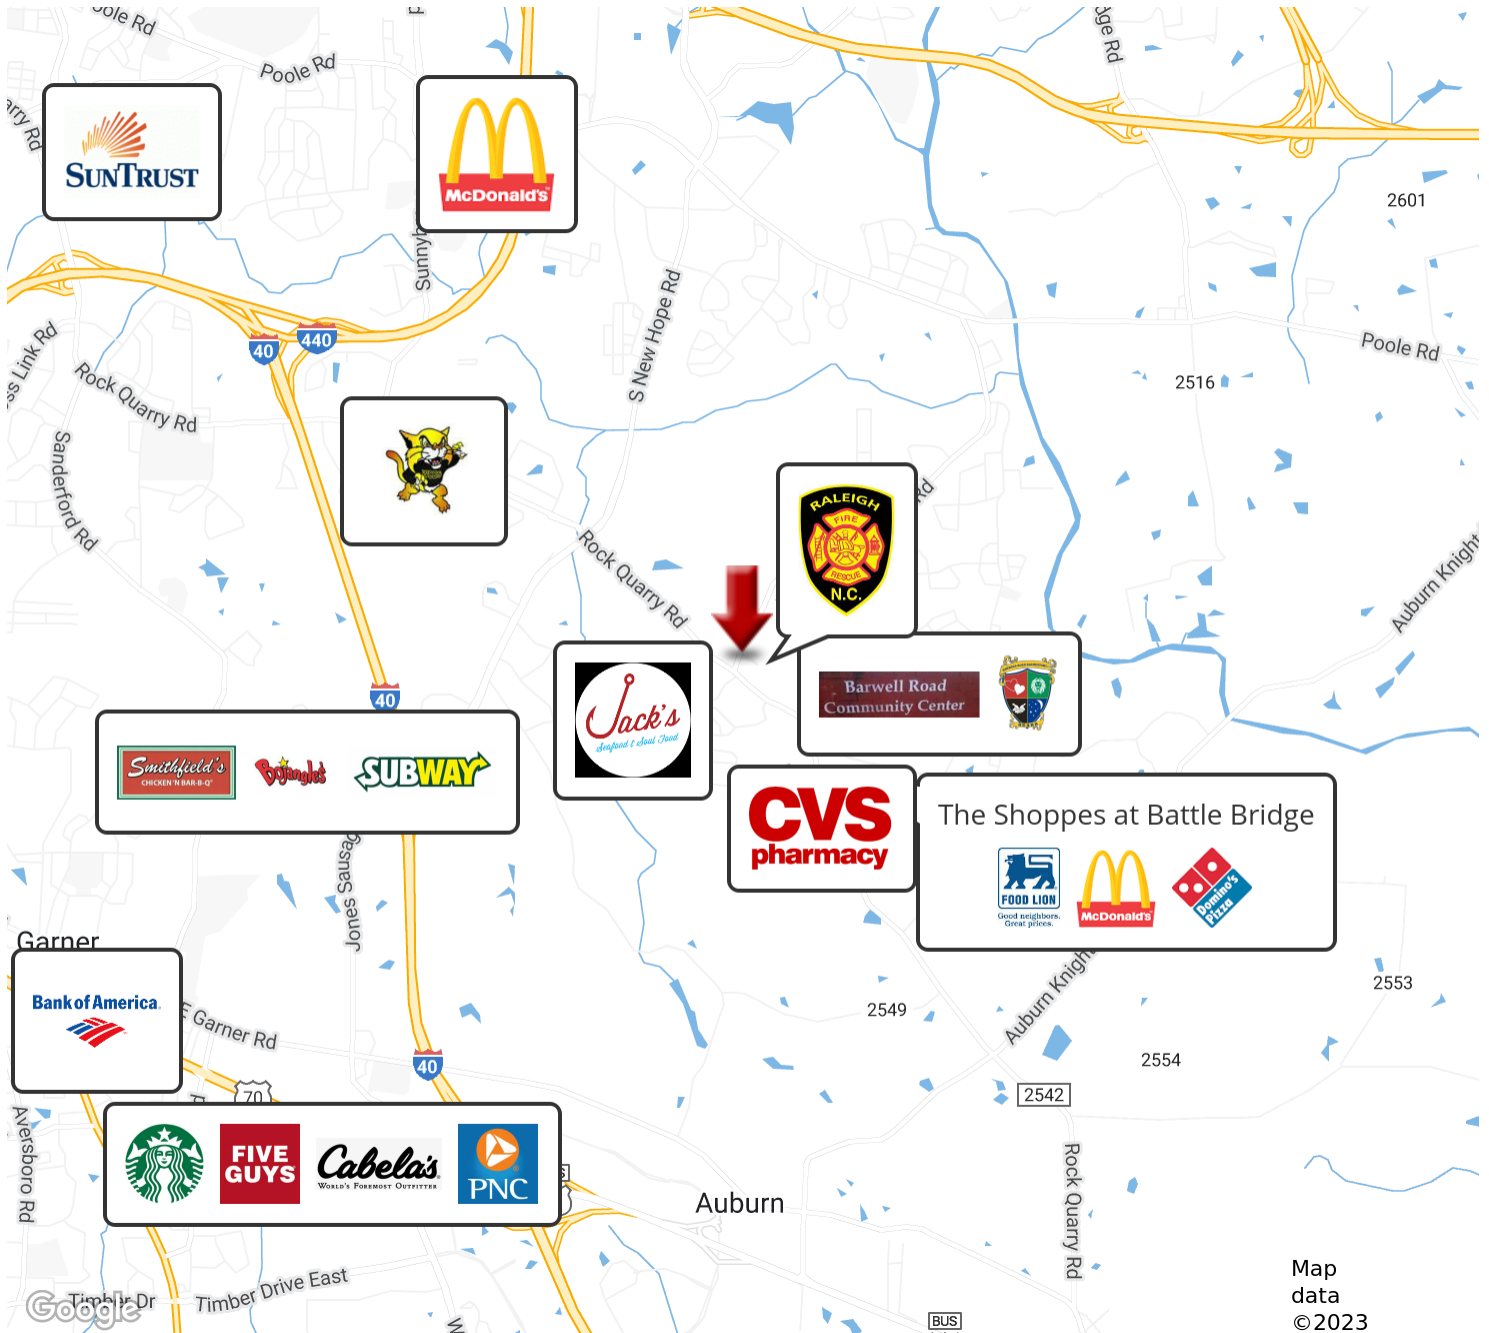 Poole Rd
Poole Rd
SUNTRUST
McDonald's
2601
S New Hope Rd
40
440
Poole Rd
Rock Quarry Rd
2516
Sanderford Rd
Rd
RALEIGH
FIRE
RESCUE
N.C.
Rock Quarry Rd
Auburn Knight
40
Jack's
Seafood & Soul Food
Barwell Road
Community Center
Smithfield's
CHICKEN 'N BAR-B-Q
Bojangles
SUBWAY
CVS
pharmacy
The Shoppes at Battle Bridge
FOOD LION
Good neighbors.
Great prices.
McDonald's
Domino's
Pizza
Jones Sausag
Garner
Bank of America
E Garner Rd
2549
Auburn Knigh
2553
2554
40
70
2542
Aversboro Rd
FIVE
GUYS
Cabela's
WORLD'S FOREMOST OUTFITTER
PNC
Auburn
Rock Quarry Rd
Timber Dr
Timber Drive East
Google
BUS
Map
data
©2023